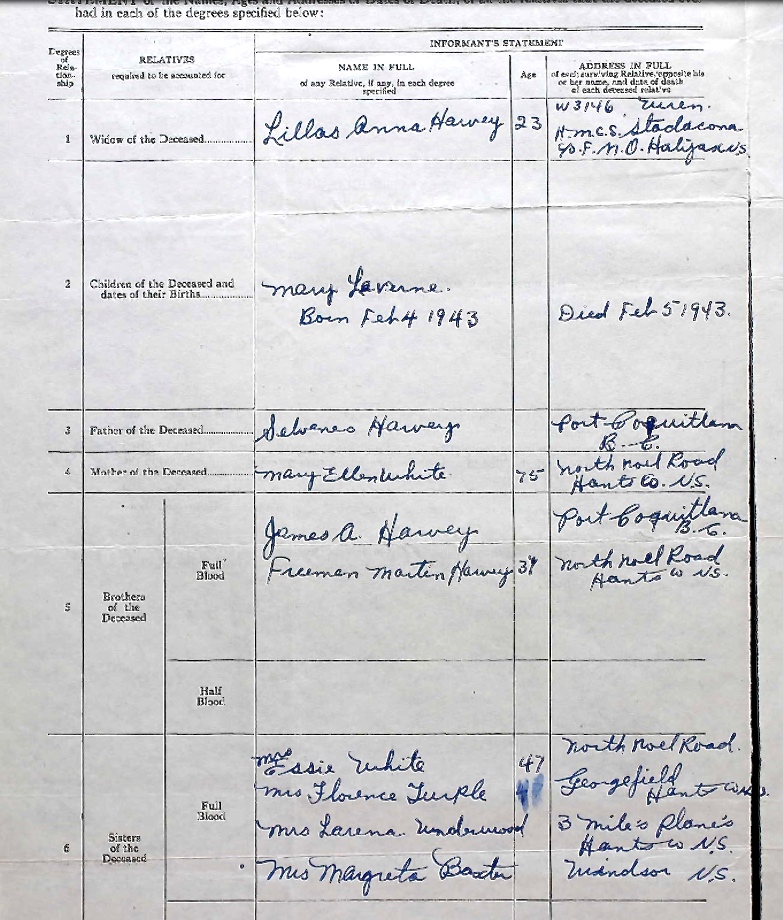 had in each of the degrees specified below:
INFORMANT'S STATEMENT
Degrees of Rela- tion- ship
RELATIVES
required to be accounted for
NAME IN FULL
of any Relative, if any, in each degree specified
Age
ADDRESS IN FULL
of each surviving Relative, opposite his or her name, and date of death of each deceased relative
1 Widow of the Deceased
Lillas Anna Harvey 23
W3146 Wren.
H.M.C.S. Stadacona
F.M.O. Halifax N.S.
2 Children of the Deceased and dates of their Births
Mary Laverne.
Born Feb 4 1943
Died Feb 5 1943.
3 Father of the Deceased
Selvanes Harvey
Port Coquitlam
B.C.
4 Mother of the Deceased
Mary Ellen White 75
North Noel Road
Hants Co. N.S.
5 Brothers of the Deceased
Full Blood
James A. Harvey
Port Coquitlam
B.C.
Freeman Martin Harvey
North Noel Road
Hants Co N.S.
Half Blood
6 Sisters of the Deceased
Full Blood
Mrs Essie White 47
North Noel Road.
Mrs Florence Turple
Georgefield
Hants Co N.S.
Mrs Larena Underwood
3 Mile's Plane's
Hants Co N.S.
Mrs Margreta Baxter
Windsor N.S.